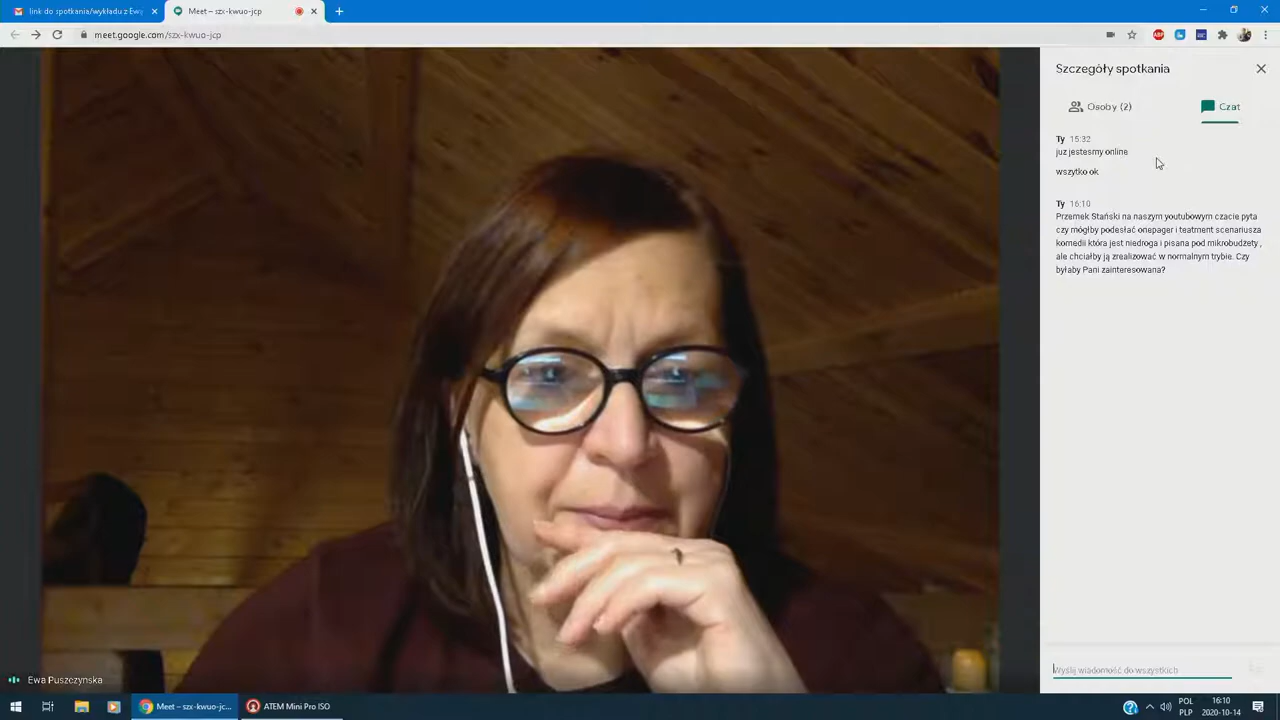 link do spotkania/wykładu z Ewą
Meet – szx-kwuo-jcp
meet.google.com/szx-kwuo-jcp
ABP
Szczegóły spotkania
Osoby (2)
Czat
Ty 15:32
juz jestesmy online
wszytko ok
Ty 16:10
Przemek Stański na naszym youtubowym czacie pyta
czy mógłby podesłać onepager i teatment scenariusza
komedii która jest niedroga i pisana pod mikrobudżety ,
ale chciałby ją zrealizować w normalnym trybie. Czy
byłaby Pani zainteresowana?
Wyślij wiadomość do wszystkich
Ewa Puszczynska
Meet – szx-kwuo-jc...
ATEM Mini Pro ISO
POL
PLP
16:10
2020-10-14